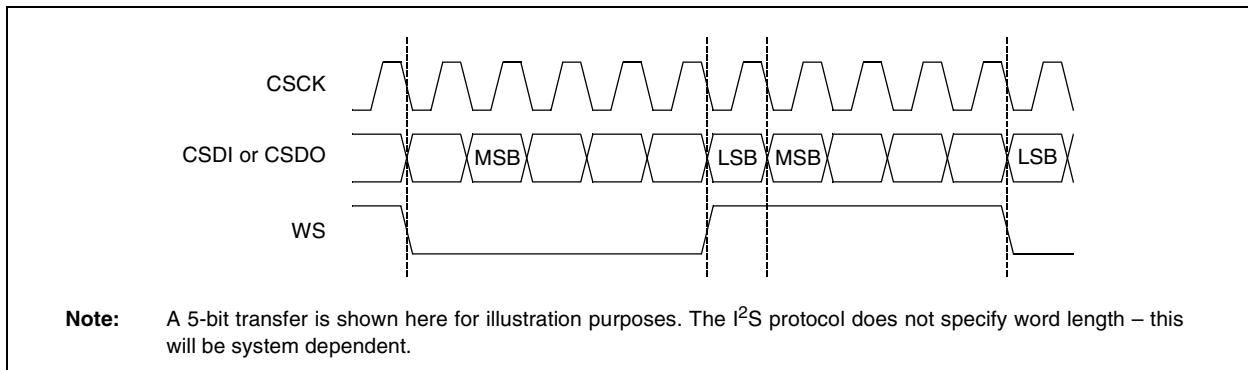 CSCK
CSDI or CSDO
MSB
LSB
MSB
LSB
WS
Note: A 5-bit transfer is shown here for illustration purposes. The I²S protocol does not specify word length – this
will be system dependent.